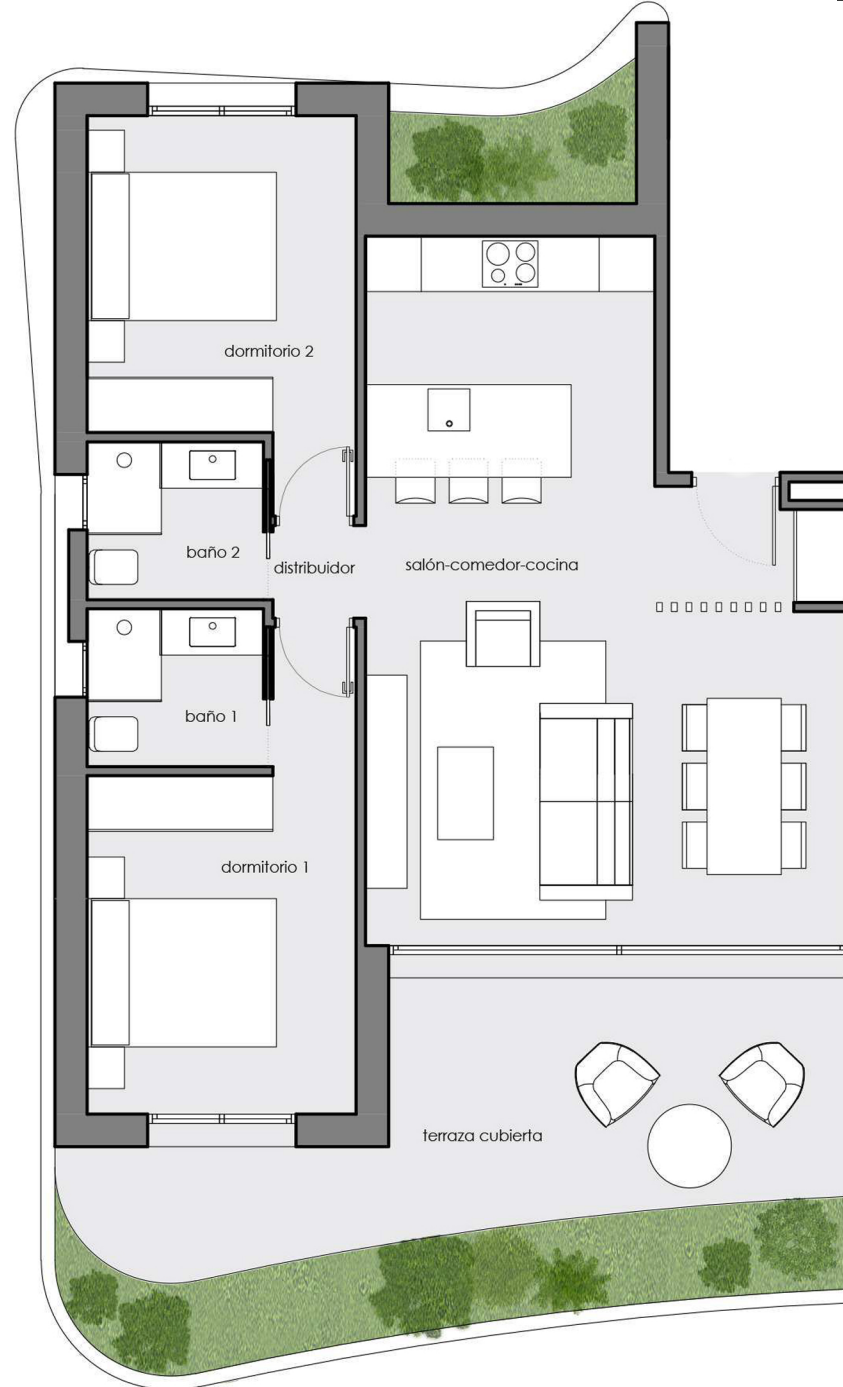 dormitorio 2
baño 2
distribuidor
salón-comedor-cocina
baño 1
dormitorio 1
terraza cubierta